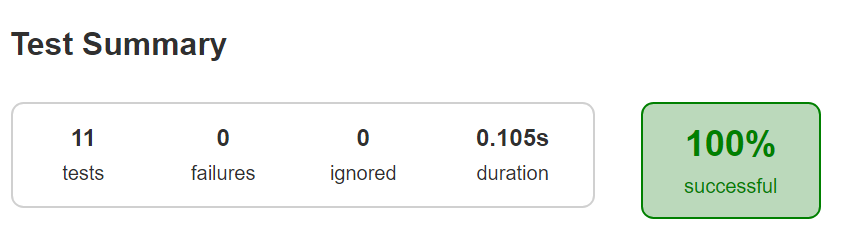 Test Summary
11 0 0 0.105s
tests failures ignored duration
100%
successful